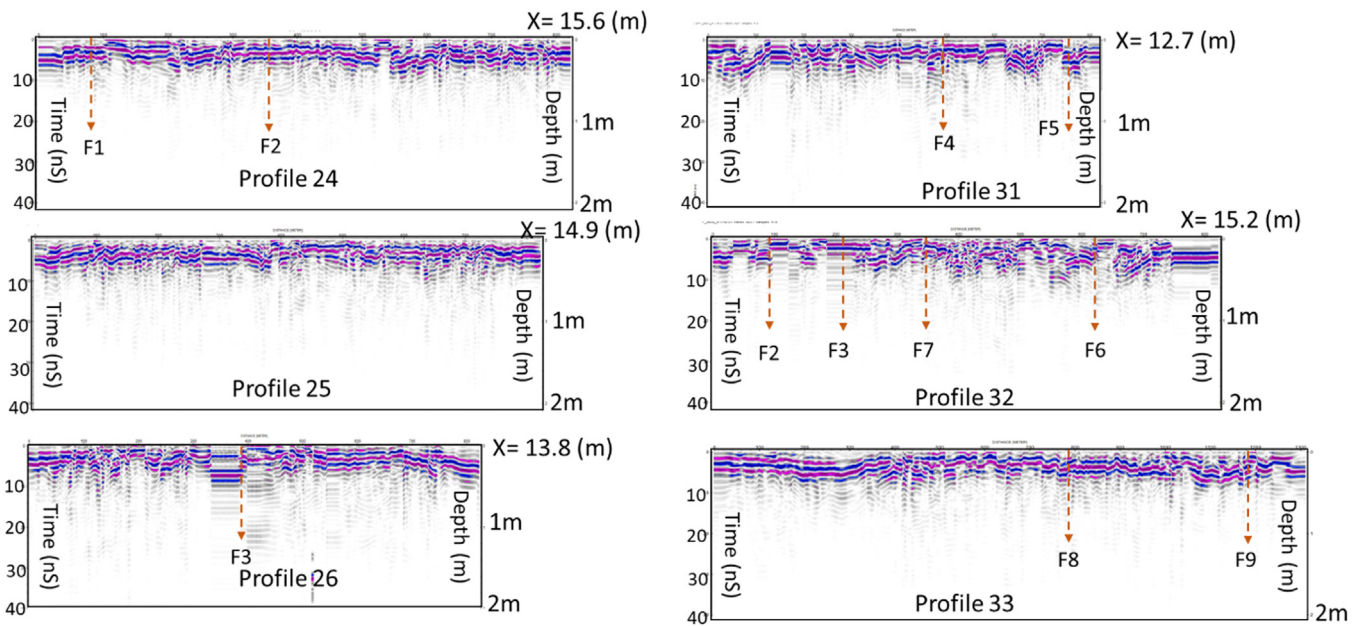 X= 15.6 (m)
10
20
30
40
Time (nS)
F1
F2
Profile 24
Depth (m)
1m
2m
X= 14.9 (m)
10
20
30
40
Time (nS)
Profile 25
Depth (m)
1m
2m
X= 13.8 (m)
10
20
30
40
Time (nS)
F3
Profile 26
Depth (m)
1m
2m
X= 12.7 (m)
10
20
30
40
Time (nS)
F4
F5
Profile 31
Depth (m)
1m
2m
X= 15.2 (m)
DISTANCE [METER]
10
20
30
40
Time (nS)
F2
F3
F7
F6
Profile 32
Depth (m)
1m
2m
DISTANCE [METER]
10
20
30
40
Time (nS)
F8
F9
Profile 33
Depth (m)
2m